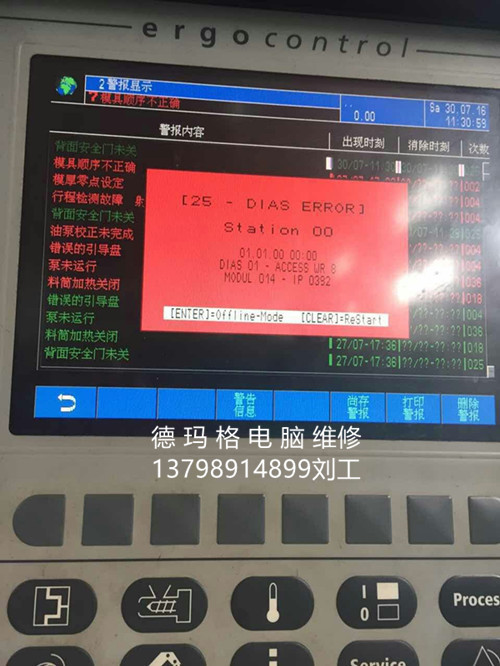 ergocontrol
2警报显示
?模具顺序不正确
0.00
Sa 30.07.16
11:30:59
警报内容 出现时刻 消除时刻 次数
背面安全门未关
模具顺序不正确
模厚零点设定
行程检测故障 射
背面安全门未关
油泵校正未完成
错误的引导盘
泵未运行
料筒加热关闭
错误的引导盘
泵未运行
料筒加热关闭 27/07-17:36 ??/??-??:?? 018
背面安全门未关 27/07-17:36 ??/??-??:?? 025
[25 - DIAS ERROR]
Station 00
01.01.00 00:00
DIAS 01 - ACCESS WR 8
MODUL 014 - IP 0392
[ENTER]=Offline-Mode [CLEAR]=ReStart
警告信息
尚存警报
打印警报
删除警报
德玛格电脑维修
13798914899刘工
I
0
Process
Service